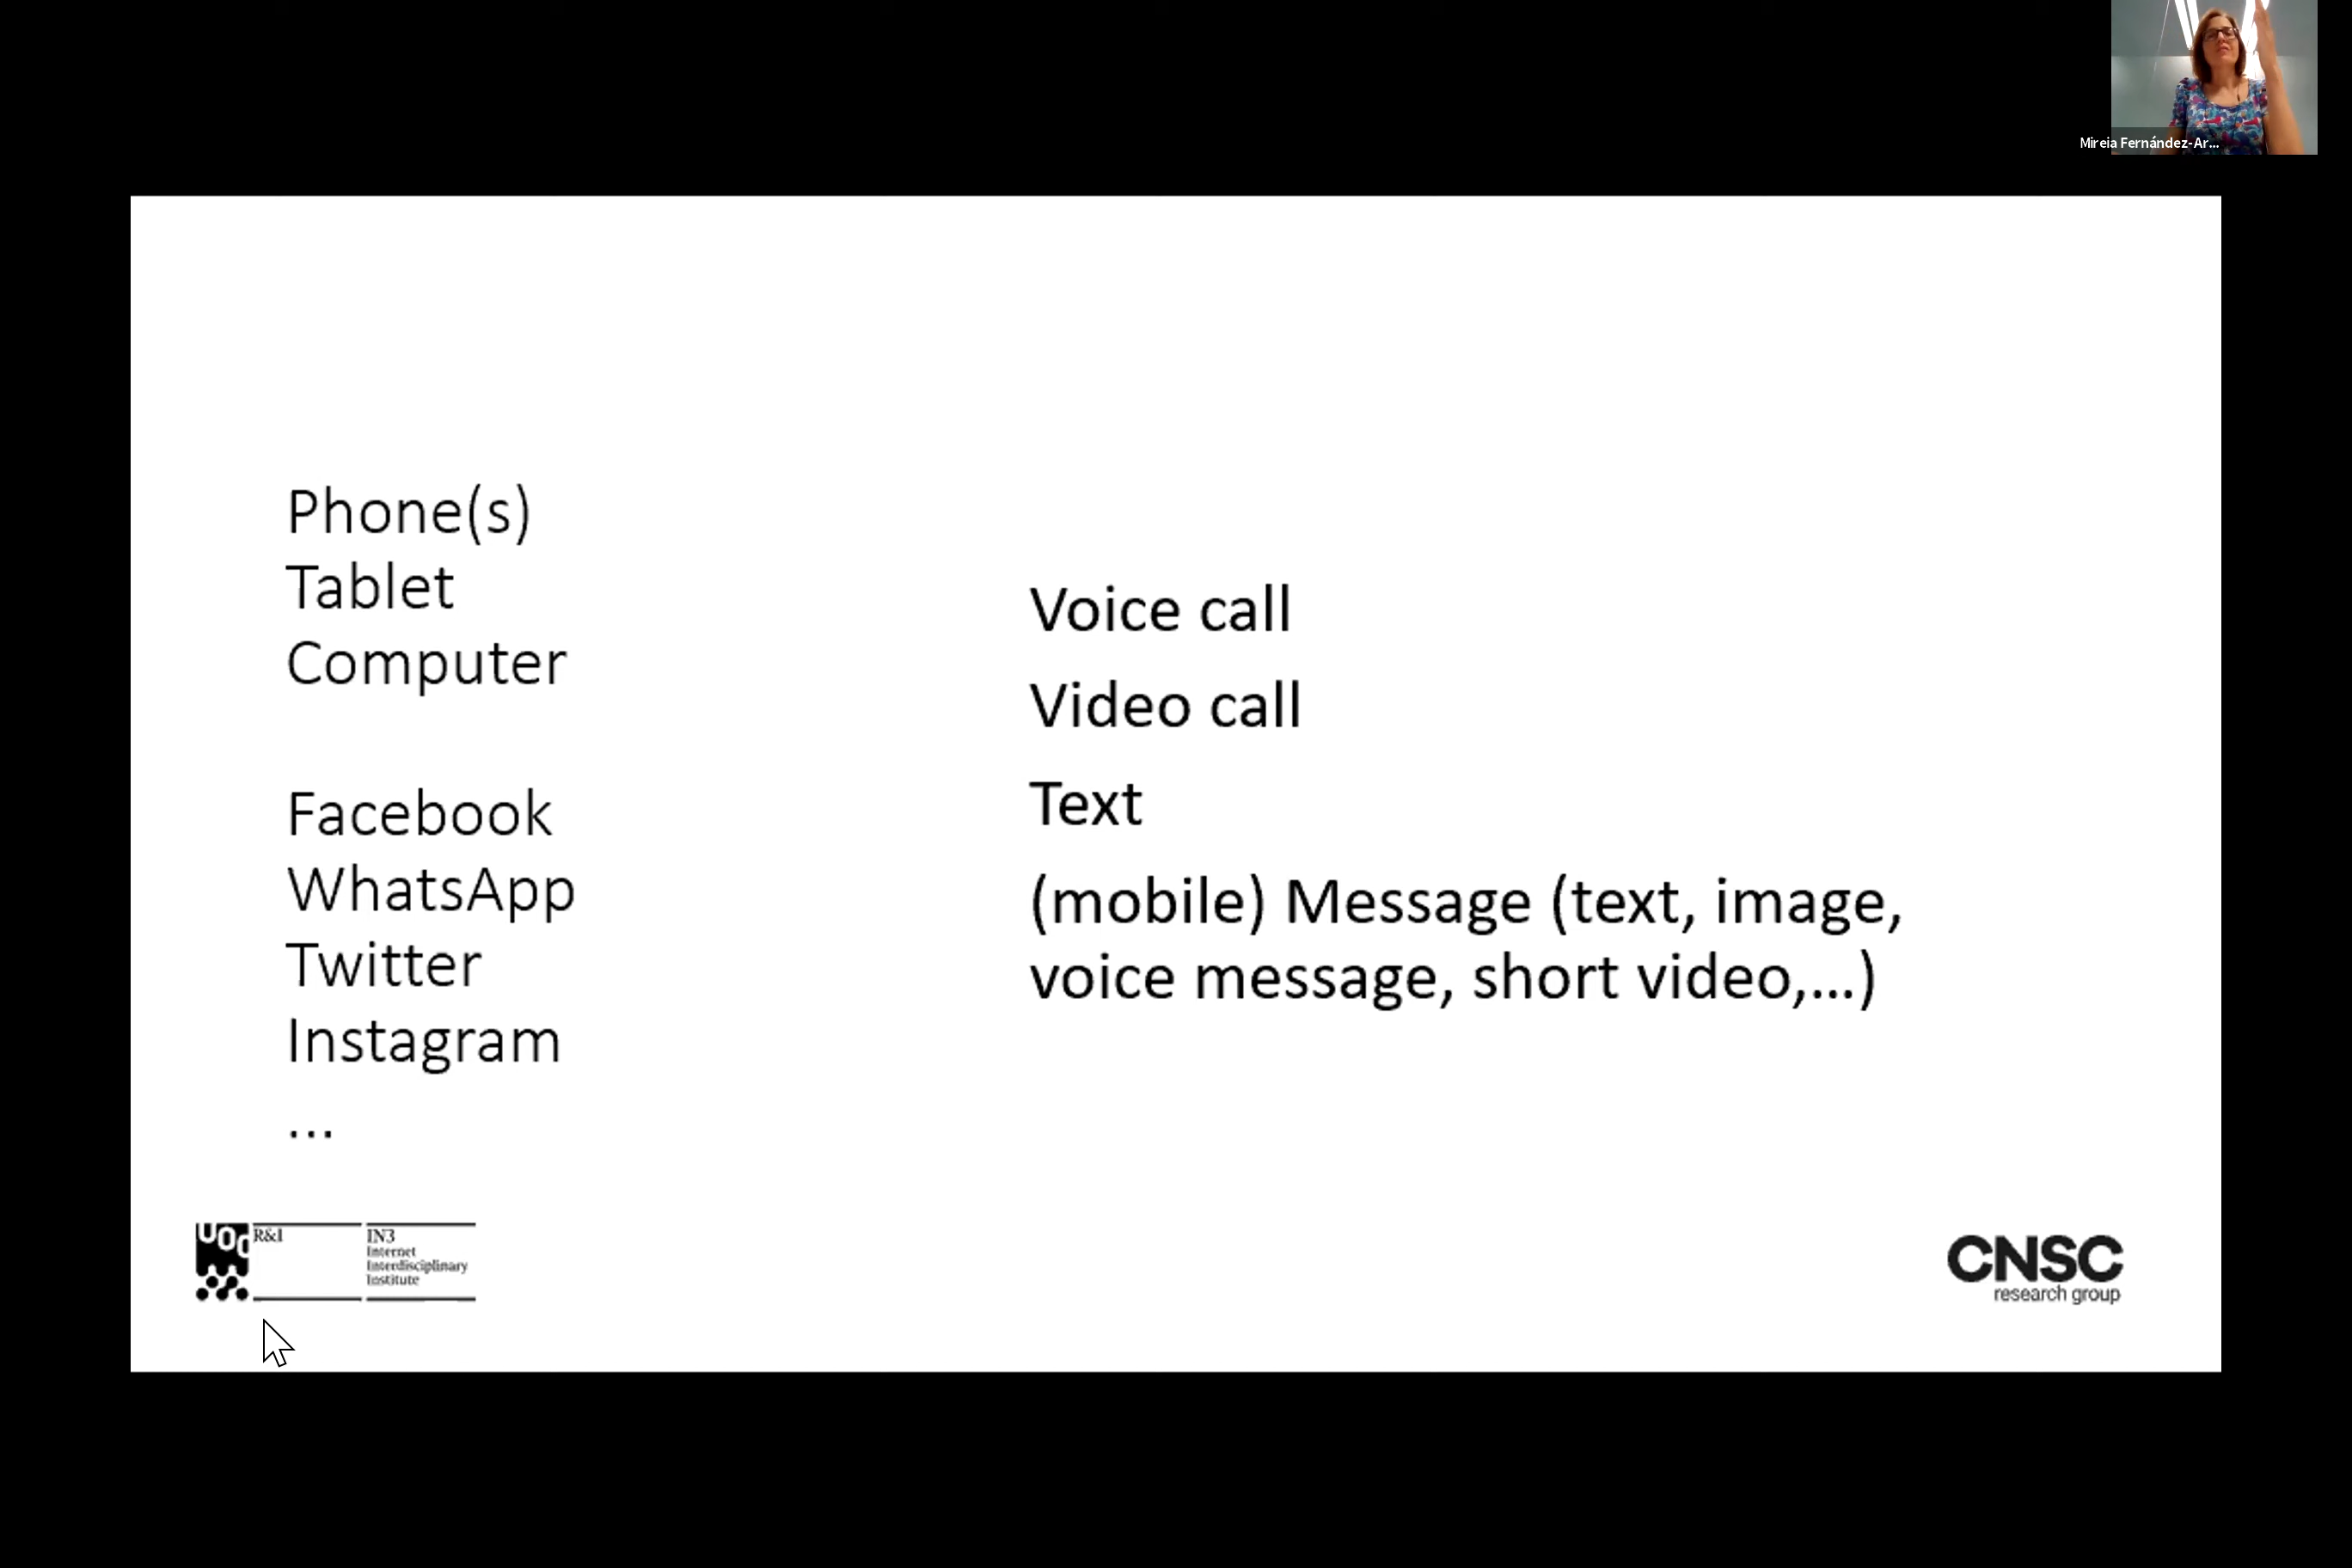 Mireia Fernández-Ar...
Phone(s)
Tablet
Computer
Facebook
WhatsApp
Twitter
Instagram
...
Voice call
Video call
Text
(mobile) Message (text, image,
voice message, short video,...)
UOC
R&I
IN3
Internet
Interdisciplinary
Institute
CNSC
research group